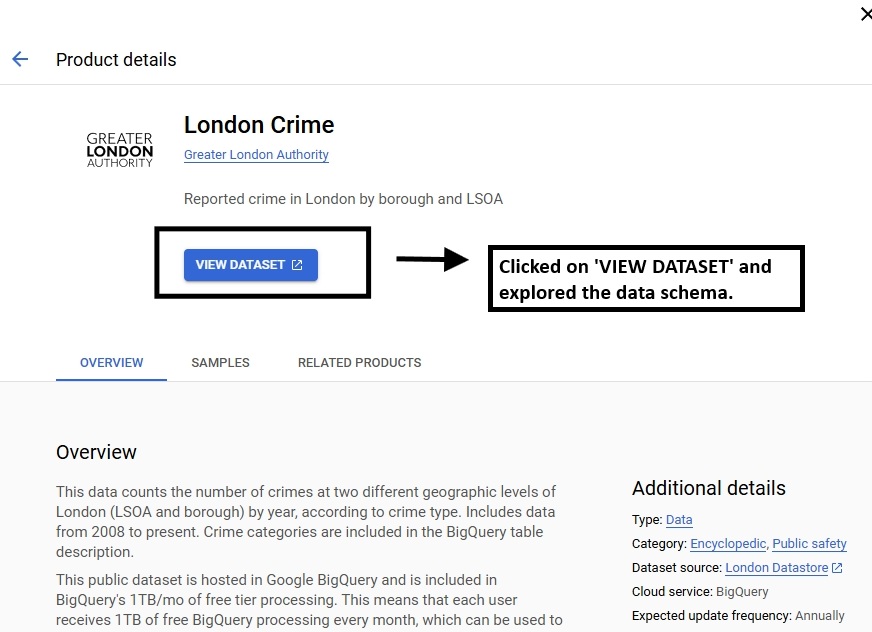 Product details
GREATER
LONDON
AUTHORITY
London Crime
Greater London Authority
Reported crime in London by borough and LSOA
VIEW DATASET
Clicked on 'VIEW DATASET' and
explored the data schema.
OVERVIEW
SAMPLES
RELATED PRODUCTS
Overview
This data counts the number of crimes at two different geographic levels of
London (LSOA and borough) by year, according to crime type. Includes data
from 2008 to present. Crime categories are included in the BigQuery table
description.
This public dataset is hosted in Google BigQuery and is included in
BigQuery's 1TB/mo of free tier processing. This means that each user
receives 1TB of free BigQuery processing every month, which can be used to
Additional details
Type: Data
Category: Encyclopedic, Public safety
Dataset source: London Datastore
Cloud service: BigQuery
Expected update frequency: Annually